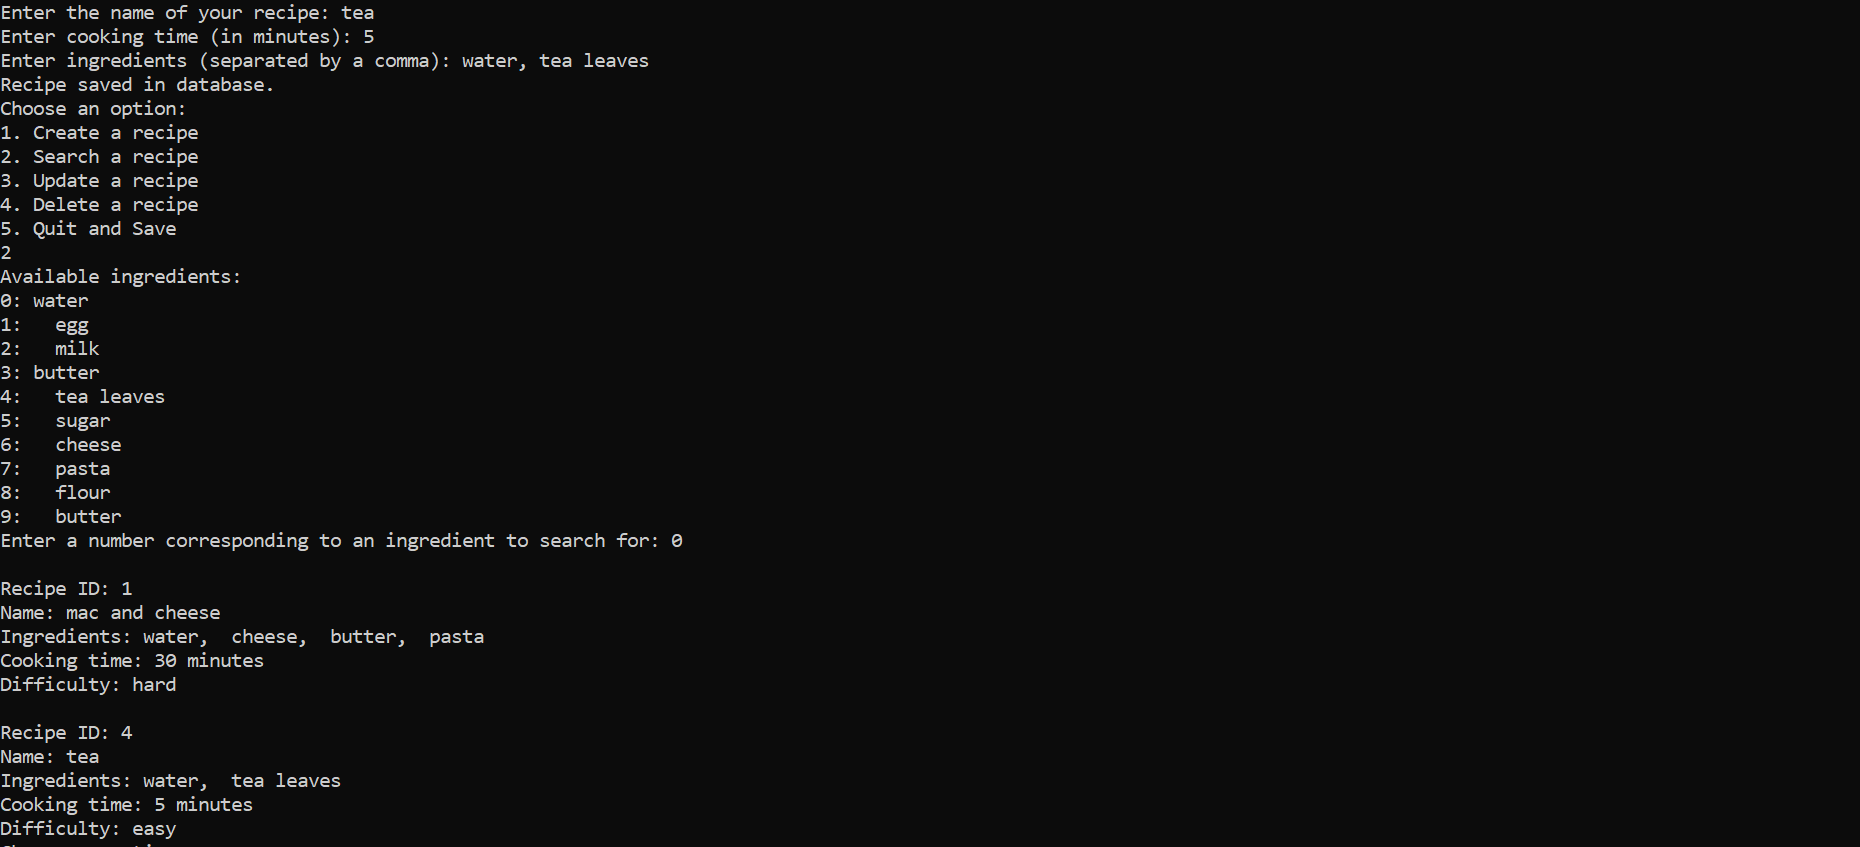 Enter the name of your recipe: tea
Enter cooking time (in minutes): 5
Enter ingredients (separated by a comma): water, tea leaves
Recipe saved in database.
Choose an option:
1. Create a recipe
2. Search a recipe
3. Update a recipe
4. Delete a recipe
5. Quit and Save
2
Available ingredients:
0: water
1:   egg
2:   milk
3: butter
4:   tea leaves
5:   sugar
6:   cheese
7:   pasta
8:   flour
9:   butter
Enter a number corresponding to an ingredient to search for: 0

Recipe ID: 1
Name: mac and cheese
Ingredients: water,  cheese,  butter,  pasta
Cooking time: 30 minutes
Difficulty: hard

Recipe ID: 4
Name: tea
Ingredients: water,  tea leaves
Cooking time: 5 minutes
Difficulty: easy